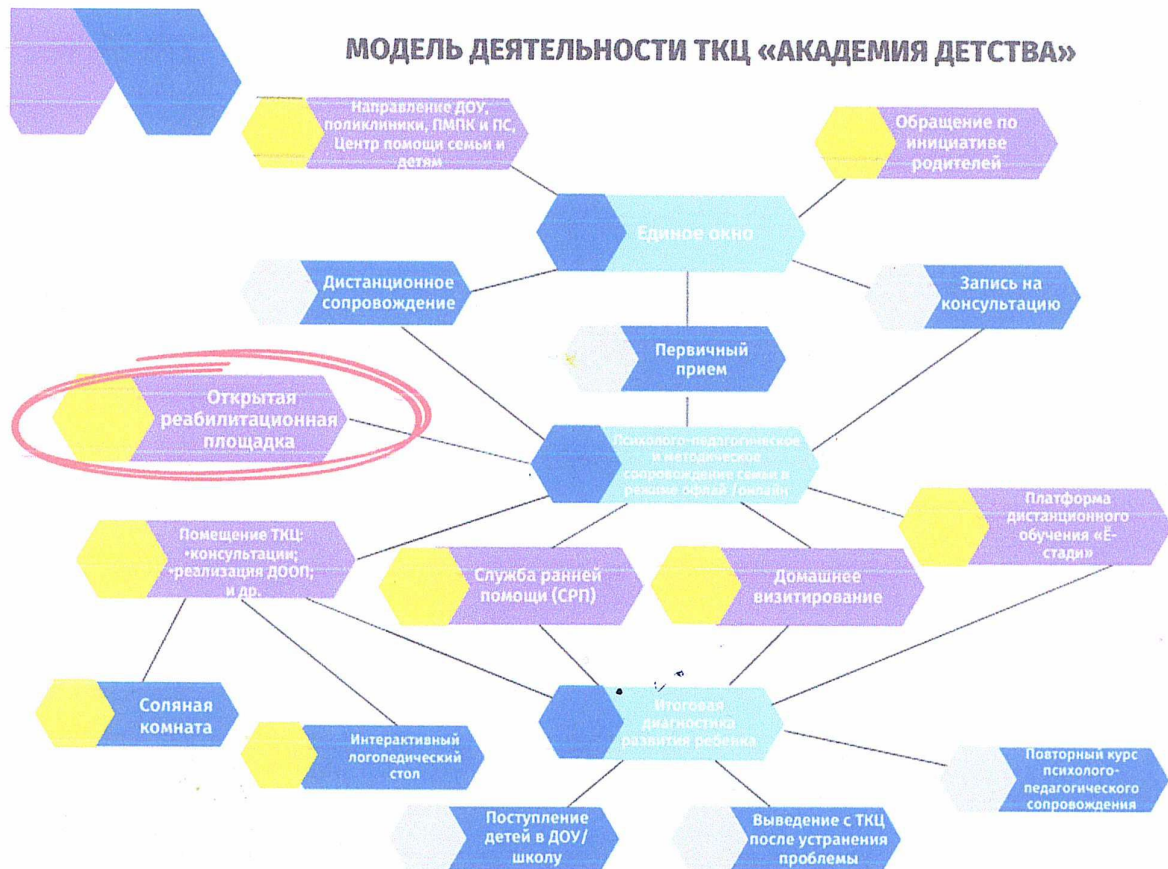 МОДЕЛЬ ДЕЯТЕЛЬНОСТИ ТКЦ «АКАДЕМИЯ ДЕТСТВА»
Направление ДОУ,
поликлиники, ПМПК и ПС,
Центр помощи семьи и
детям
Обращение по
инициативе
родителей
Единое окно
Дистанционное
сопровождение
Запись на
консультацию
Первичный
прием
Открытая
реабилитационная
площадка
Психолого-педагогическое
и методическое
сопровождение семьи в
режиме офлай /онлайн
Платформа
дистанционного
обучения «Ё-
стади»
Помещение ТКЦ:
•консультации;
•реализация ДООП;
и др.
Служба ранней
помощи (СРП)
Домашнее
визитирование
Соляная
комната
Интерактивный
логопедический
стол
Итоговая
диагностика
развития ребенка
Повторный курс
психолого-
педагогического
сопровождения
Поступление
детей в ДОУ/
школу
Выведение с ТКЦ
после устранения
проблемы